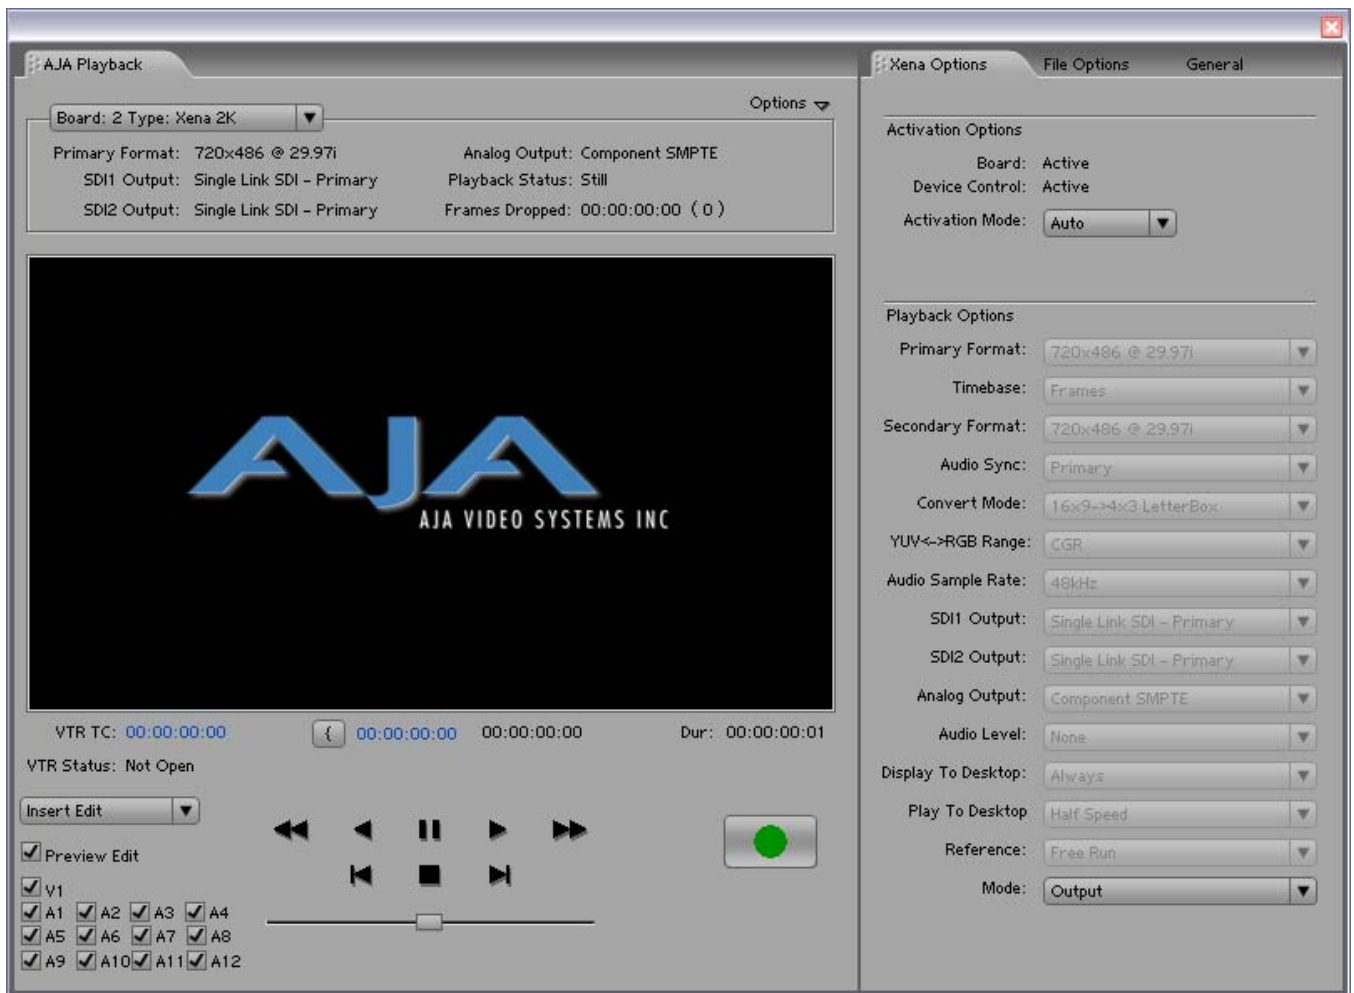 AJA Playback
Options
Board: 2 Type: Xena 2K
Primary Format: 720x486 @ 29.97i
Analog Output: Component SMPTE
SDI1 Output: Single Link SDI - Primary
Playback Status: Still
SDI2 Output: Single Link SDI - Primary
Frames Dropped: 00:00:00:00 ( 0 )
AJA
AJA VIDEO SYSTEMS INC
VTR TC: 00:00:00:00
{ 00:00:00:00 00:00:00:00
Dur: 00:00:00:01
VTR Status: Not Open
Insert Edit
Preview Edit
V1
A1 A2 A3 A4
A5 A6 A7 A8
A9 A10 A11 A12
Xena Options File Options General
Activation Options
Board: Active
Device Control: Active
Activation Mode: Auto
Playback Options
Primary Format: 720x486 @ 29.97i
Timebase: Frames
Secondary Format: 720x486 @ 29.97i
Audio Sync: Primary
Convert Mode: 16x9->4x3 LetterBox
YUV<->RGB Range: CGR
Audio Sample Rate: 48kHz
SDI1 Output: Single Link SDI - Primary
SDI2 Output: Single Link SDI - Primary
Analog Output: Component SMPTE
Audio Level: None
Display To Desktop: Always
Play To Desktop Half Speed
Reference: Free Run
Mode: Output